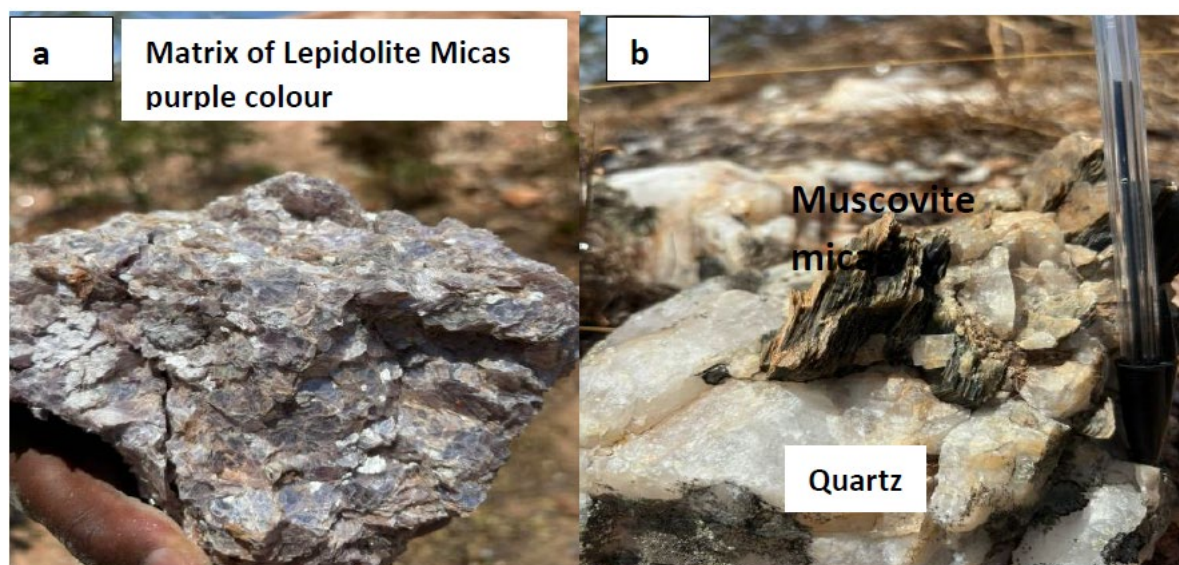 a
Matrix of Lepidolite Micas
purple colour
b
Muscovite
micas
Quartz